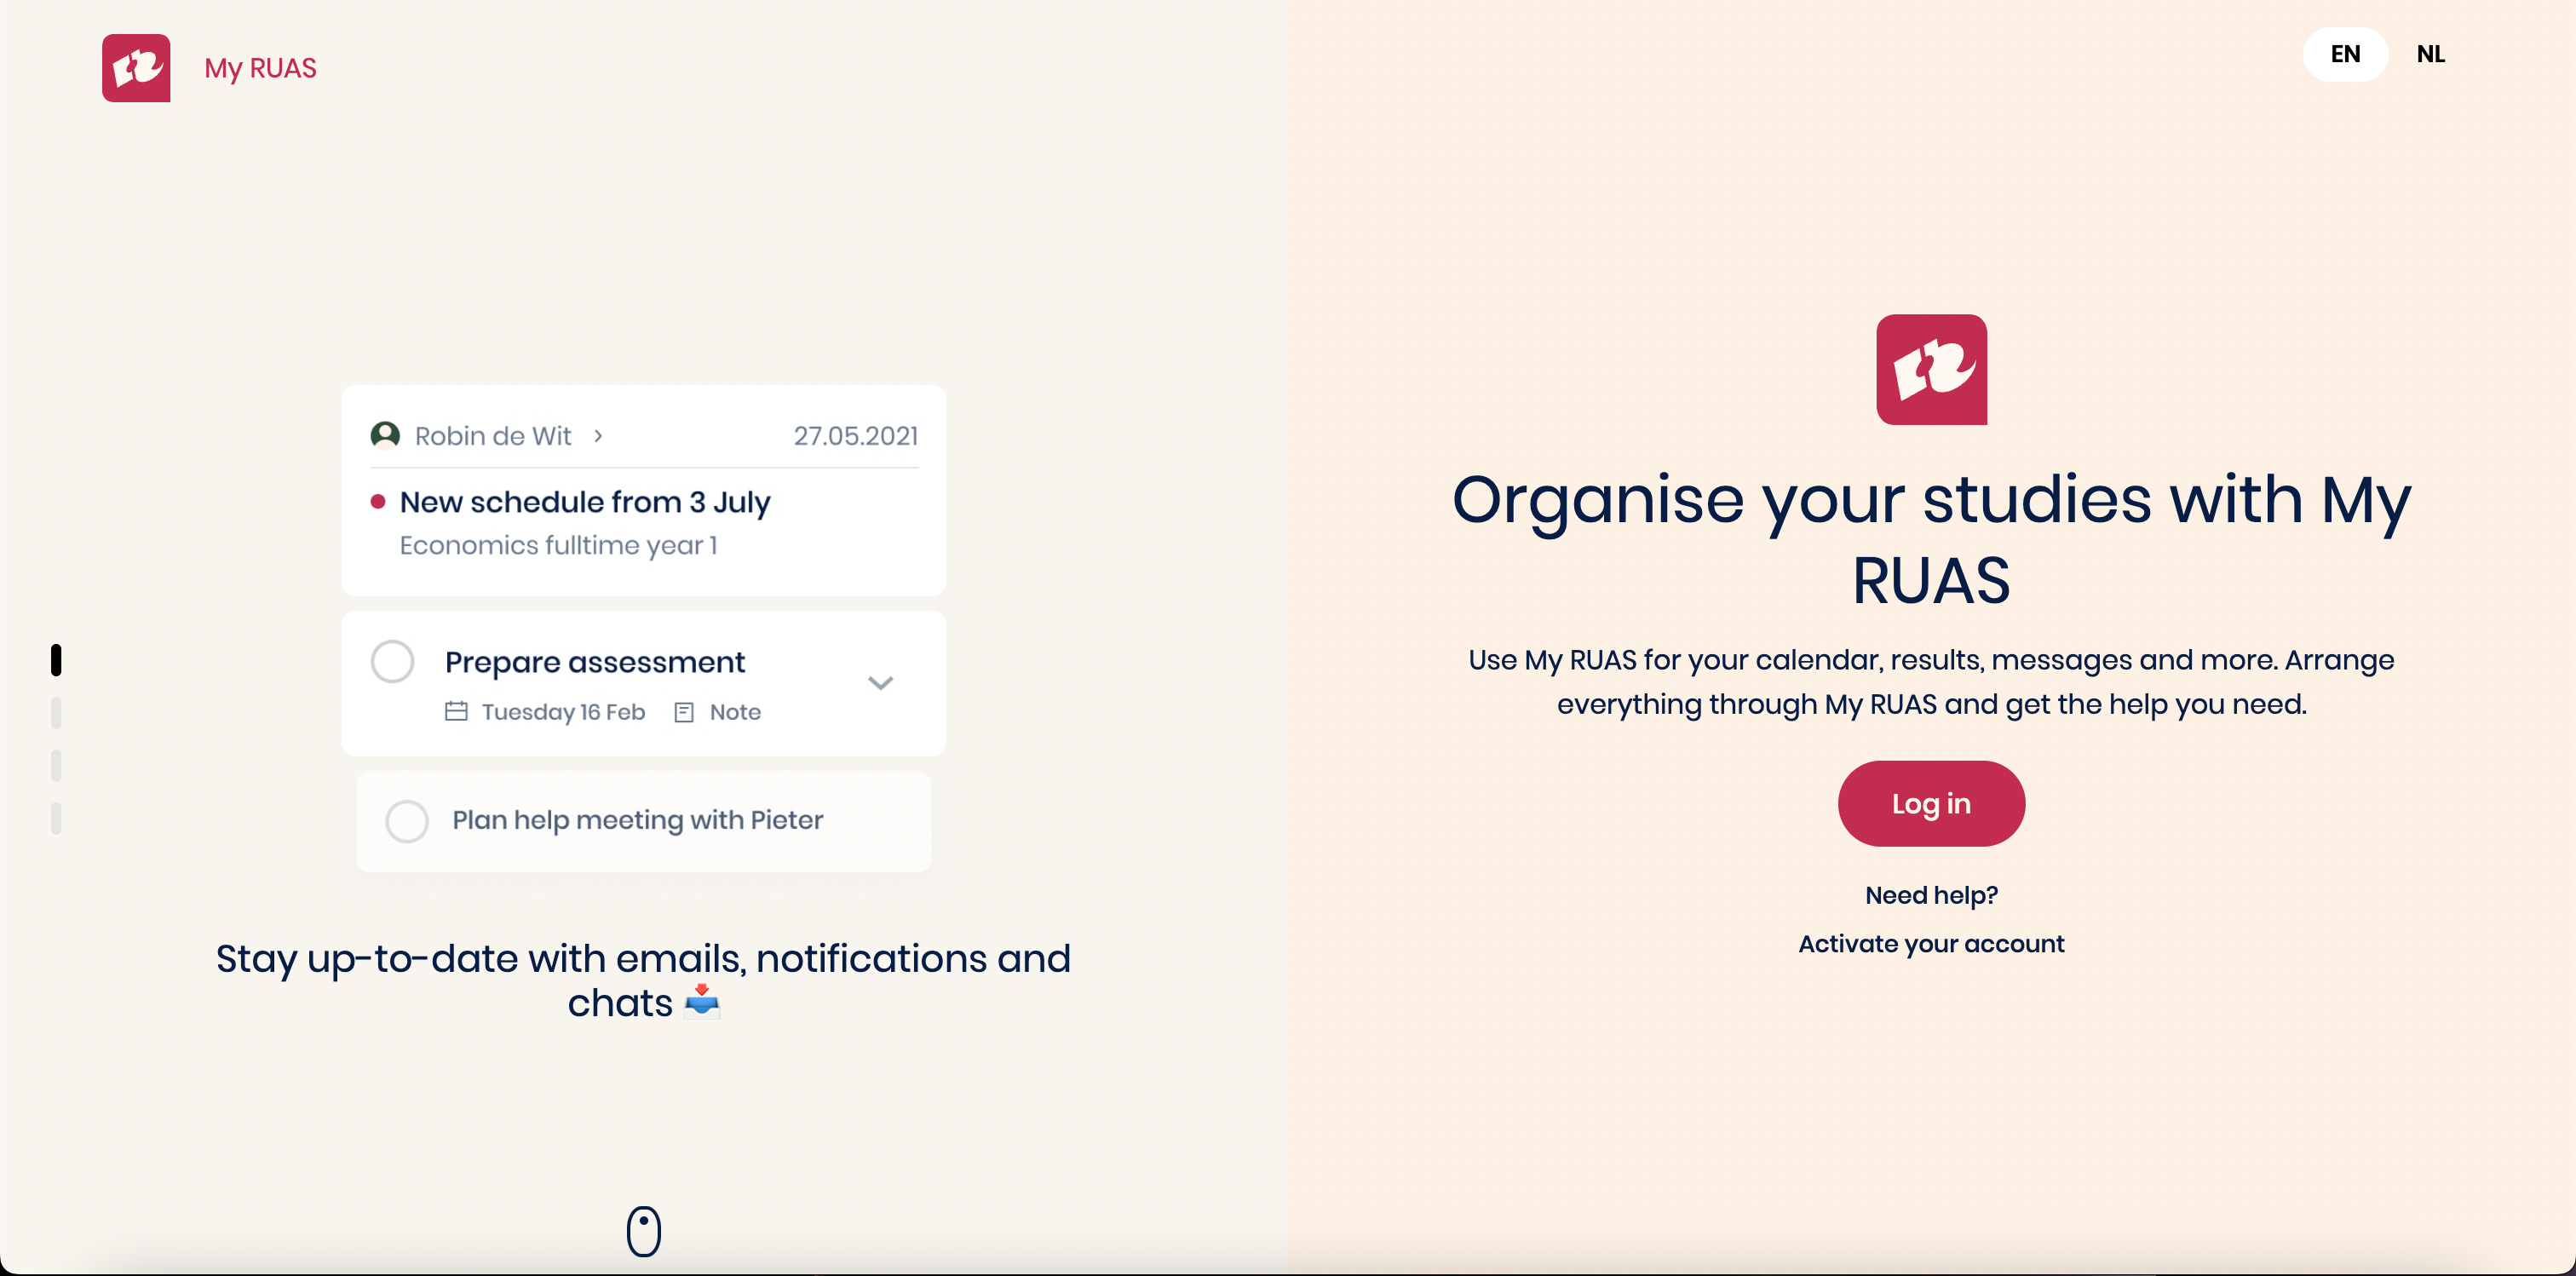 My RUAS
EN
NL
Robin de Wit
27.05.2021
New schedule from 3 July
Economics fulltime year 1
Prepare assessment
Tuesday 16 Feb
Note
Plan help meeting with Pieter
Stay up-to-date with emails, notifications and
chats 📥
Organise your studies with My
RUAS
Use My RUAS for your calendar, results, messages and more. Arrange
everything through My RUAS and get the help you need.
Log in
Need help?
Activate your account